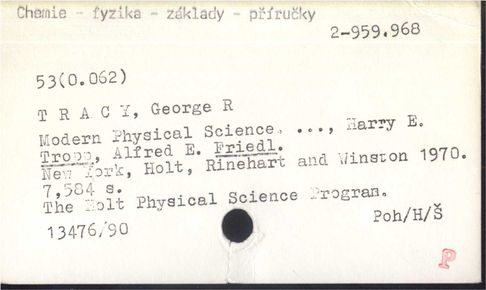 Chemie - fyzika - základy - příručky
2-959.968
53(0.062)
T R A C Y, George R
Modern Physical Science. ..., Harry E.
Tropp, Alfred E. Friedl.
New York, Holt, Rinehart and Winston 1970.
7,584 s.
The Holt Physical Science Program.
13476/90
Poh/H/Š
P